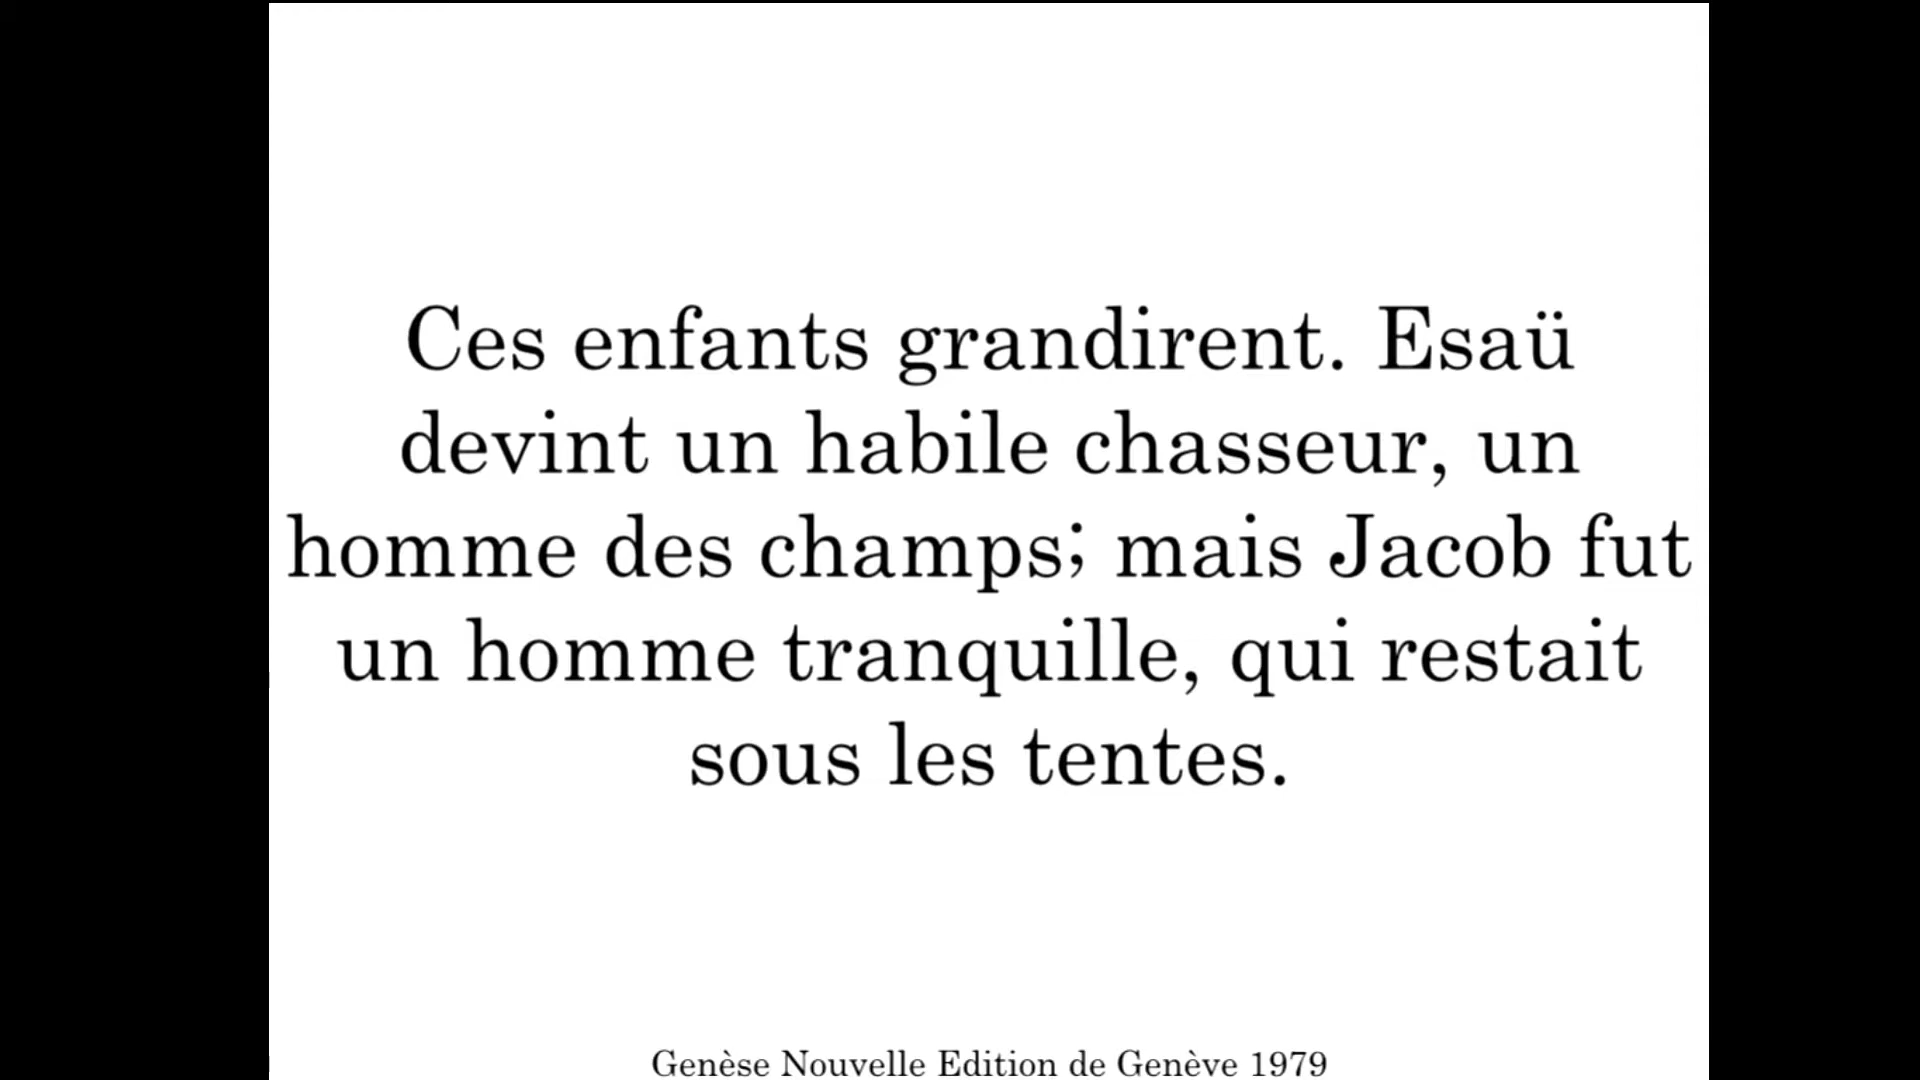 Ces enfants grandirent. Esaü
devint un habile chasseur, un
homme des champs; mais Jacob fut
un homme tranquille, qui restait
sous les tentes.
Genèse Nouvelle Edition de Genève 1979